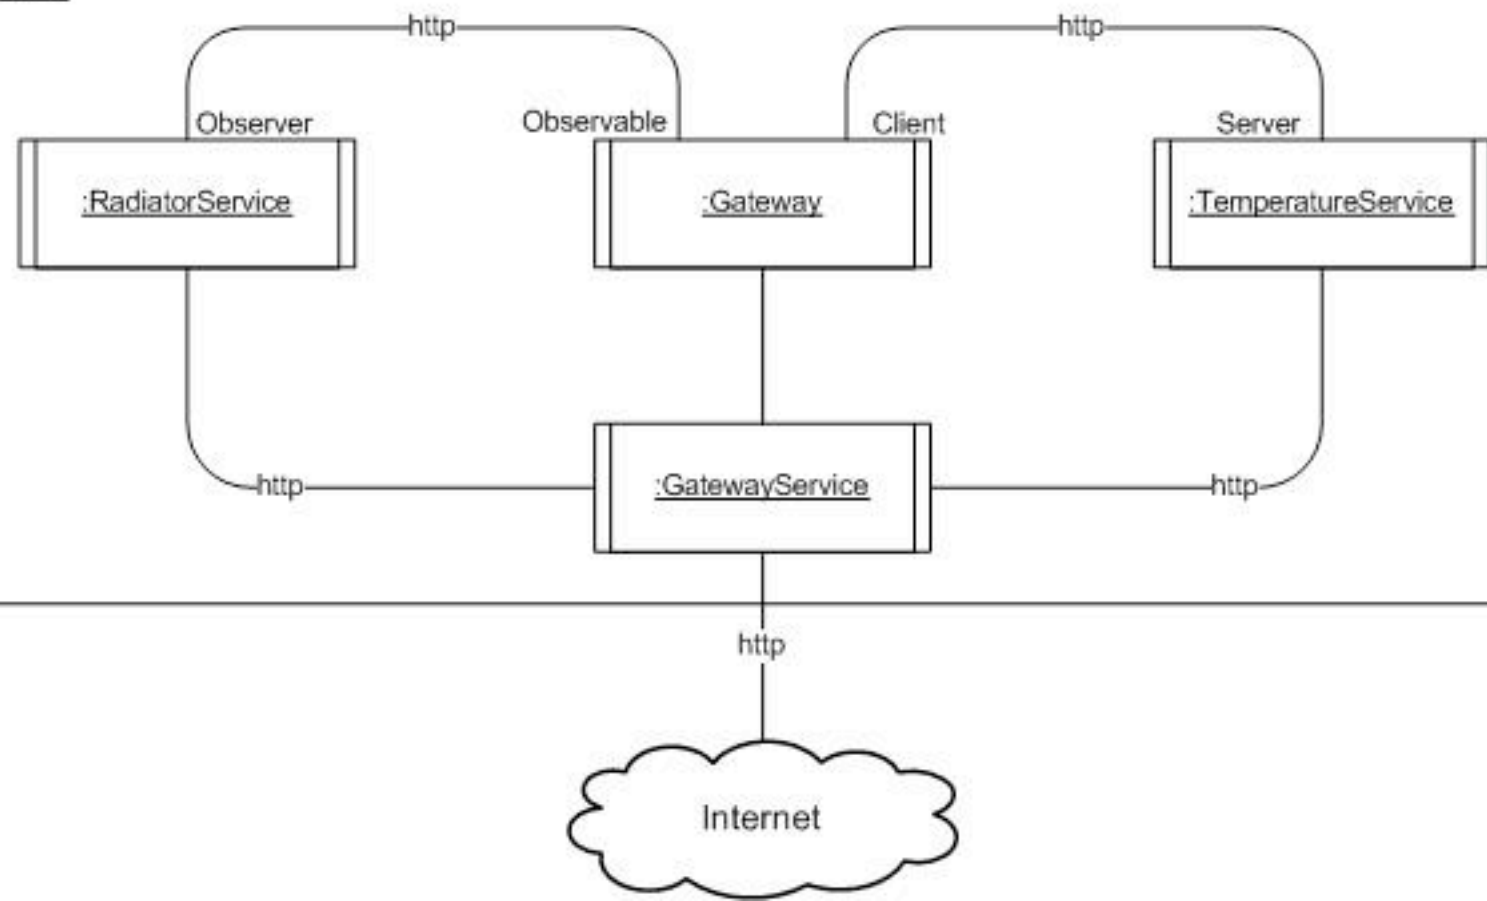 http
http
Observer
Observable
Client
Server
:RadiatorService
:Gateway
:TemperatureService
http
:GatewayService
http
http
Internet